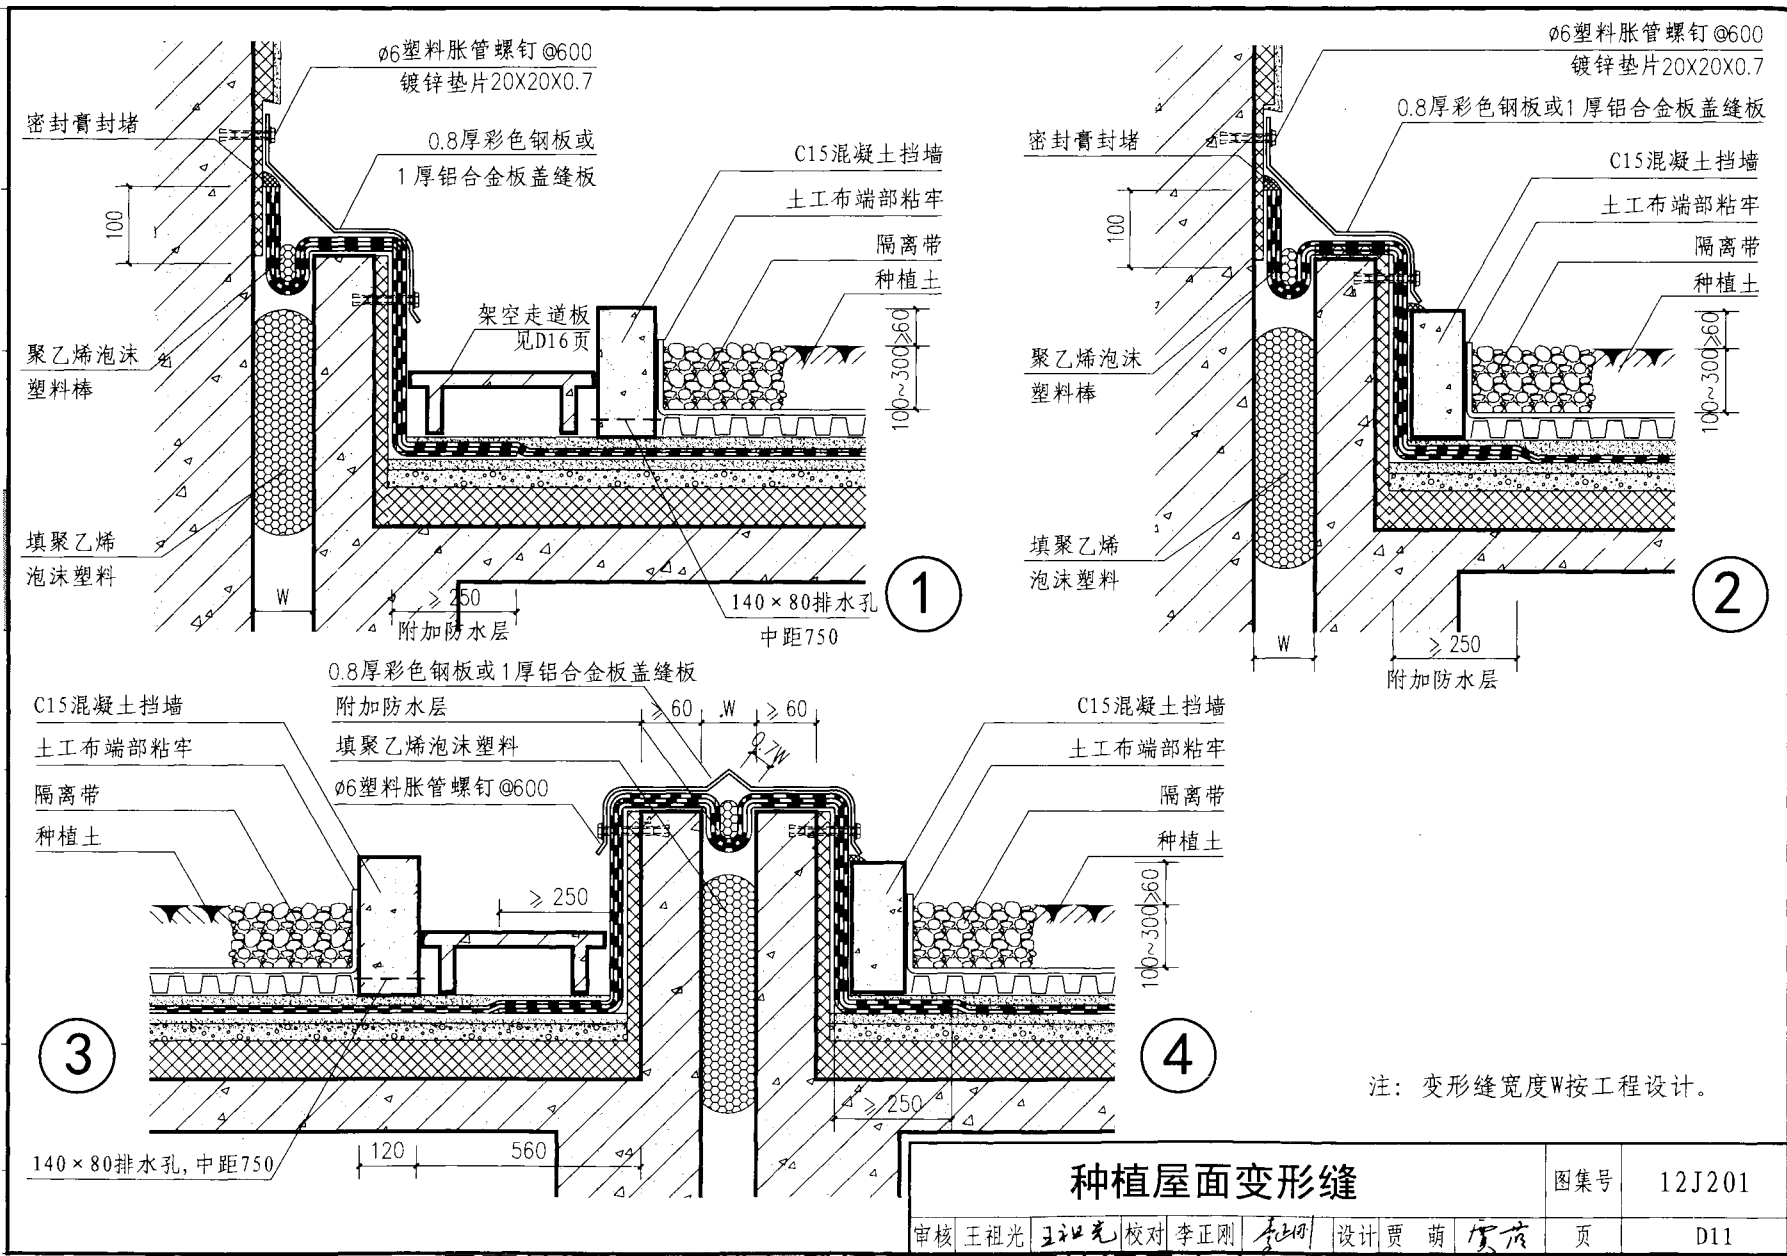 ø6塑料胀管螺钉@600
镀锌垫片20X20X0.7
密封膏封堵
0.8厚彩色钢板或
1厚铝合金板盖缝板
C15混凝土挡墙
土工布端部粘牢
隔离带
种植土
100
架空走道板
见D16页
≥60
100~300
聚乙烯泡沫
塑料棒
填聚乙烯
泡沫塑料
W
≥250
附加防水层
140×80排水孔
中距750
1
ø6塑料胀管螺钉@600
镀锌垫片20X20X0.7
0.8厚彩色钢板或1厚铝合金板盖缝板
密封膏封堵
C15混凝土挡墙
土工布端部粘牢
隔离带
种植土
100
≥60
100~300
聚乙烯泡沫
塑料棒
填聚乙烯
泡沫塑料
W
≥250
附加防水层
2
0.8厚彩色钢板或1厚铝合金板盖缝板
附加防水层
填聚乙烯泡沫塑料
ø6塑料胀管螺钉@600
≥60
W
≥60
0.7W
C15混凝土挡墙
土工布端部粘牢
隔离带
种植土
≥250
3
140×80排水孔,中距750
120
560
C15混凝土挡墙
土工布端部粘牢
隔离带
种植土
≥60
100~300
≥250
4
注: 变形缝宽度W按工程设计。
种植屋面变形缝
图集号
12J201
审核 王祖光 王祖光 校对 李正刚 李正刚 设计 贾 萌 贾萌
页
D11